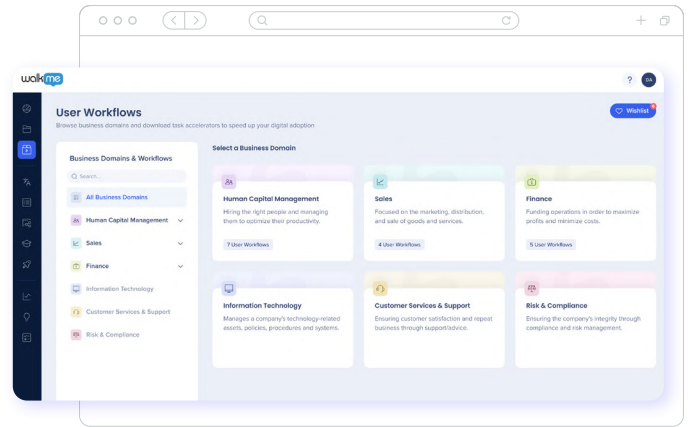 walkme
?
DA
User Workflows
Browse business domains and download task accelerators to speed up your digital adoption
Wishlist
Business Domains & Workflows
Search...
All Business Domains
Human Capital Management
Sales
Finance
Information Technology
Customer Services & Support
Risk & Compliance
Select a Business Domain
Human Capital Management
Hiring the right people and managing
them to optimize their productivity.
7 User Workflows
Sales
Focused on the marketing, distribution,
and sale of goods and services.
4 User Workflows
Finance
Funding operations in order to maximize
profits and minimize costs.
5 User Workflows
Information Technology
Manages a company's technology-related
assets, policies, procedures and systems.
Customer Services & Support
Ensuring customer satisfaction and repeat
business through support/advice.
Risk & Compliance
Ensuring the company's integrity through
compliance and risk management.